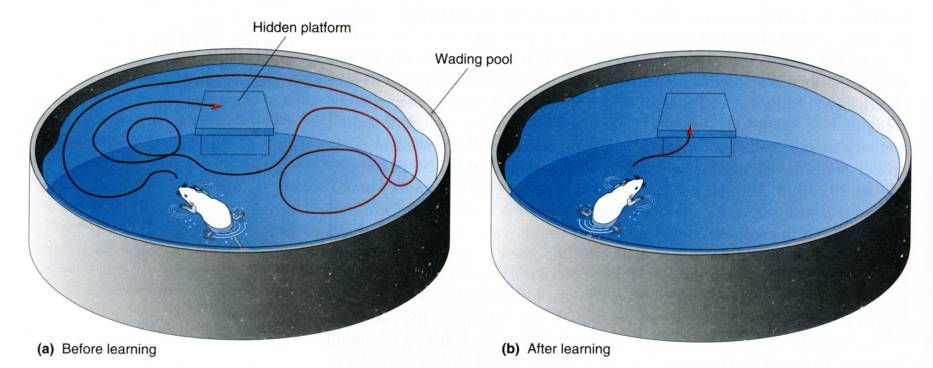 Hidden platform
Wading pool
(a) Before learning
(b) After learning